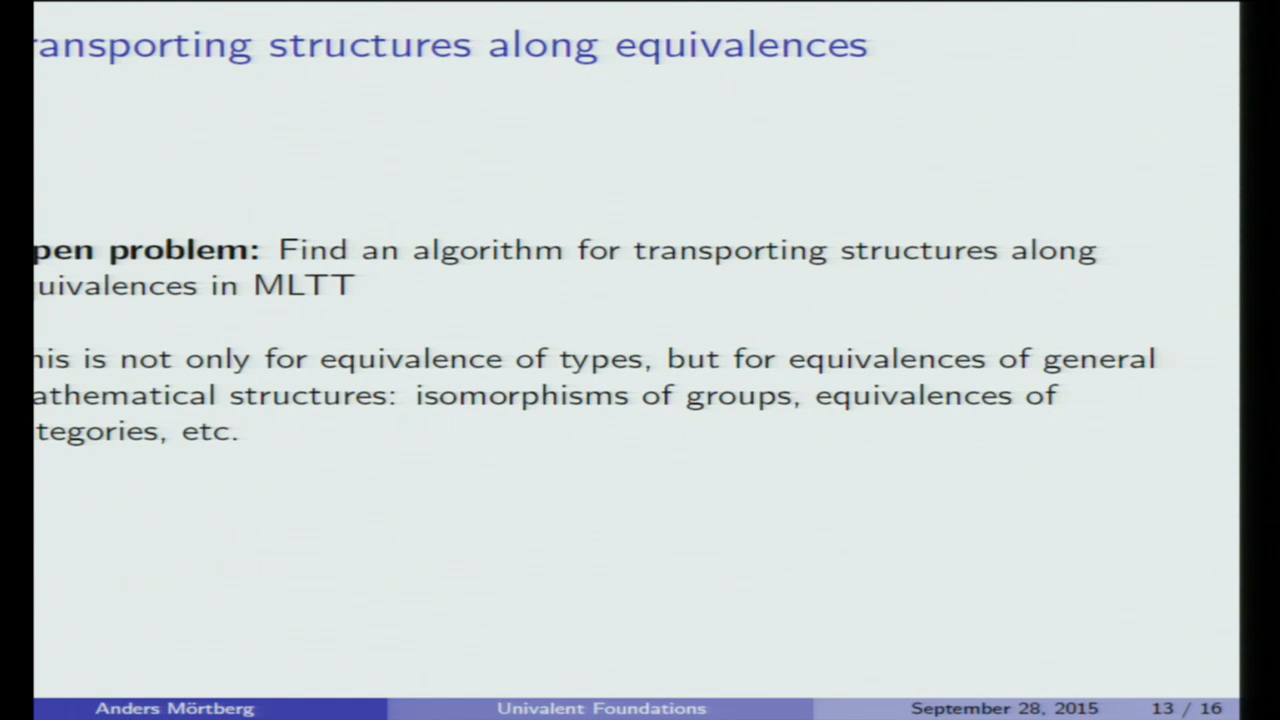 ransporting structures along equivalences
pen problem: Find an algorithm for transporting structures along
uivalences in MLTT
his is not only for equivalence of types, but for equivalences of general
athematical structures: isomorphisms of groups, equivalences of
tegories, etc.
Anders Mörtberg Univalent Foundations September 28, 2015 13 / 16